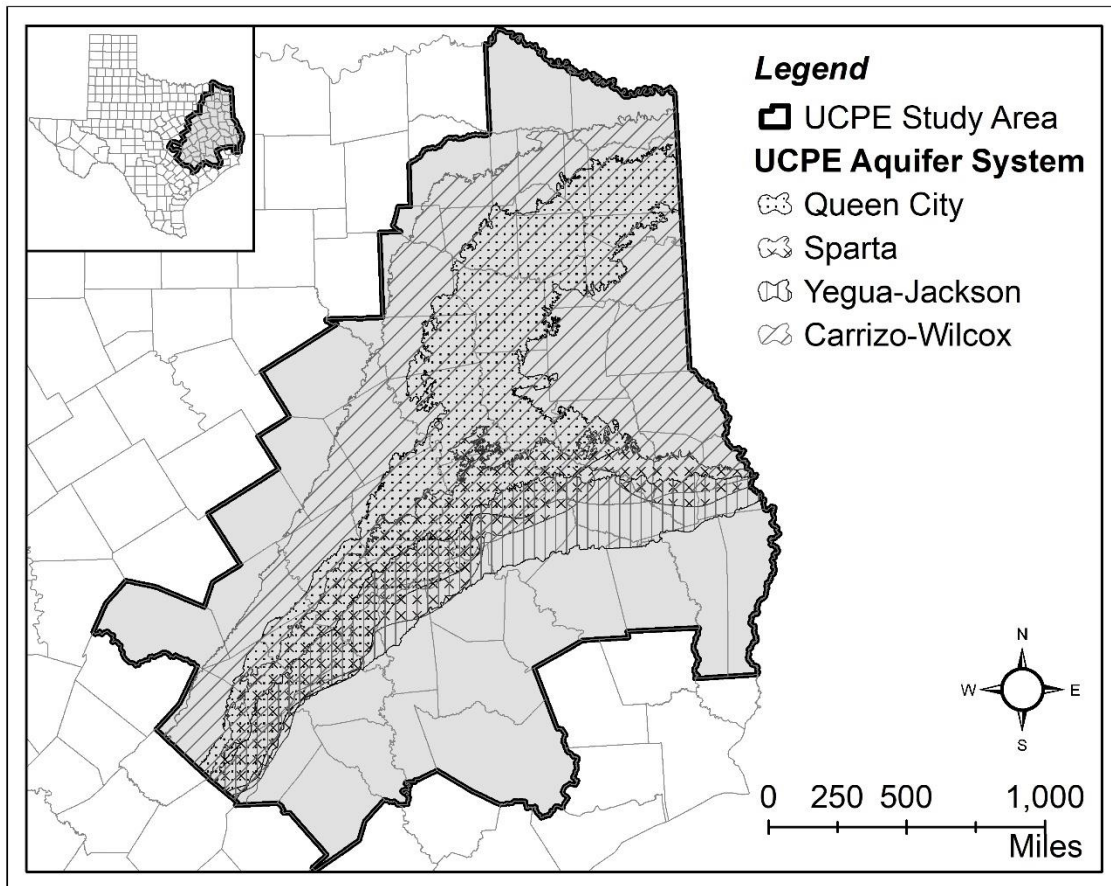 Legend
UCPE Study Area
UCPE Aquifer System
Queen City
Sparta
Yegua-Jackson
Carrizo-Wilcox
N
W E
S
0 250 500 1,000
Miles